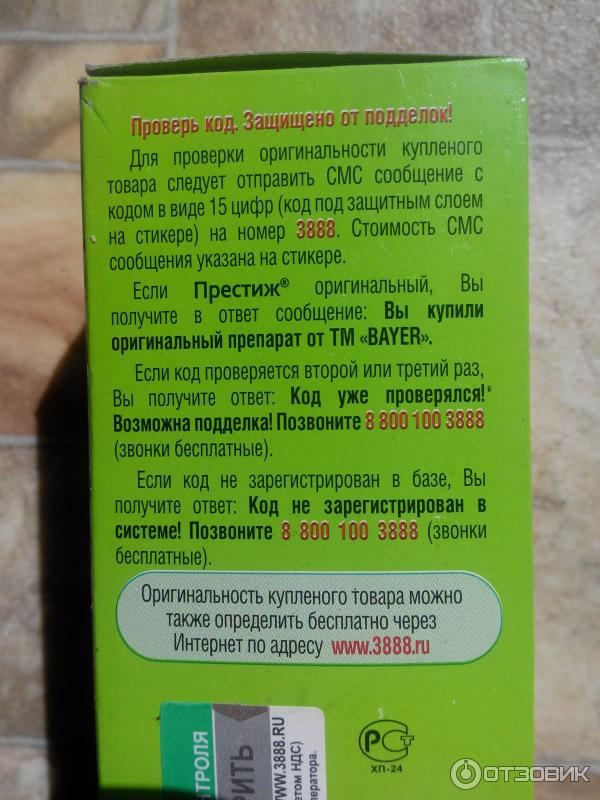 Проверь код. Защищено от подделок!
Для проверки оригинальности купленого
товара следует отправить СМС сообщение с
кодом в виде 15 цифр (код под защитным слоем
на стикере) на номер 3888. Стоимость СМС
сообщения указана на стикере.
Если Престиж® оригинальный, Вы
получите в ответ сообщение: Вы купили
оригинальный препарат от ТМ «BAYER».
Если код проверяется второй или третий раз,
Вы получите ответ: Код уже проверялся!
Возможна подделка! Позвоните 8 800 100 3888
(звонки бесплатные).
Если код не зарегистрирован в базе, Вы
получите ответ: Код не зарегистрирован в
системе! Позвоните 8 800 100 3888 (звонки
бесплатные).
Оригинальность купленого товара можно
также определить бесплатно через
Интернет по адресу www.3888.ru
НТРОЛЯ
РИТЬ
WWW.3888.RU
етом НДС)
ператора.
РСТ
ХП-24
ОТЗОВИК